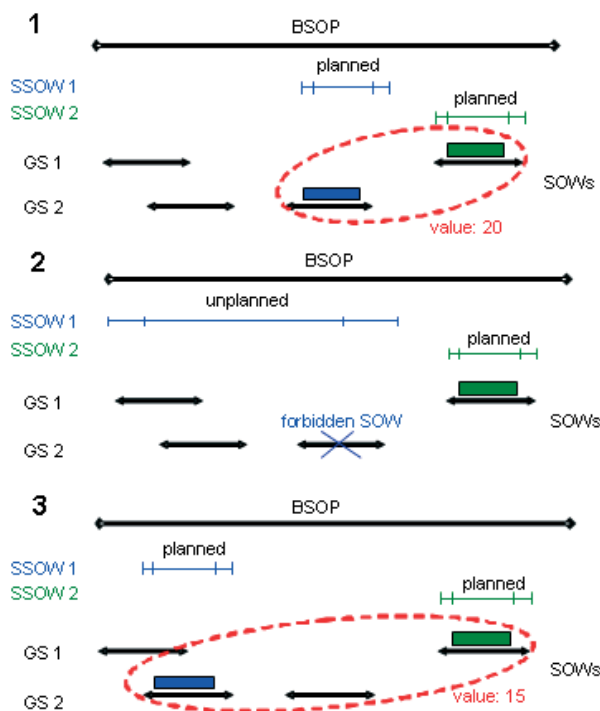 1
BSOP
SSOW 1
planned
SSOW 2
planned
GS 1
SOWs
GS 2
value: 20
2
BSOP
unplanned
SSOW 1
SSOW 2
planned
GS 1
forbidden SOW
SOWs
GS 2
3
BSOP
planned
SSOW 1
SSOW 2
planned
GS 1
SOWs
GS 2
value: 15